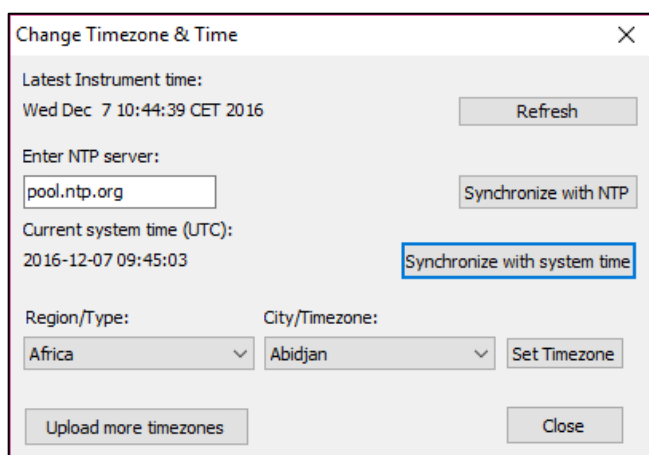 Change Timezone & Time
Latest Instrument time:
Wed Dec 7 10:44:39 CET 2016
Refresh
Enter NTP server:
pool.ntp.org
Synchronize with NTP
Current system time (UTC):
2016-12-07 09:45:03
Synchronize with system time
Region/Type:
City/Timezone:
Africa
Abidjan
Set Timezone
Upload more timezones
Close